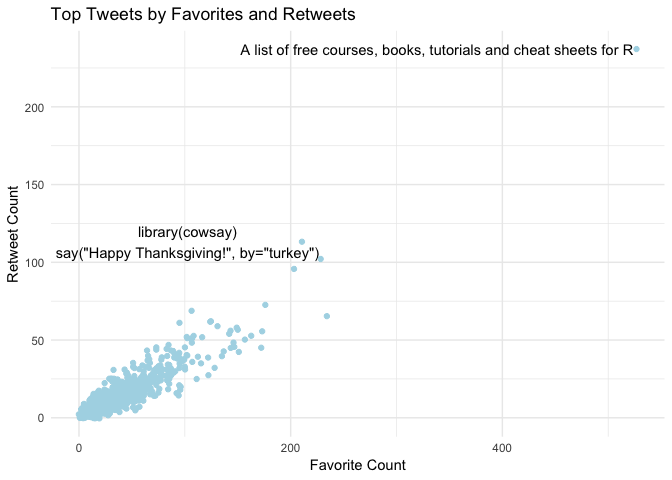 Top Tweets by Favorites and Retweets
A list of free courses, books, tutorials and cheat sheets for R
200
150
library(cowsay)
say("Happy Thanksgiving!", by="turkey")
100
50
0
Retweet Count
0 200 400
Favorite Count